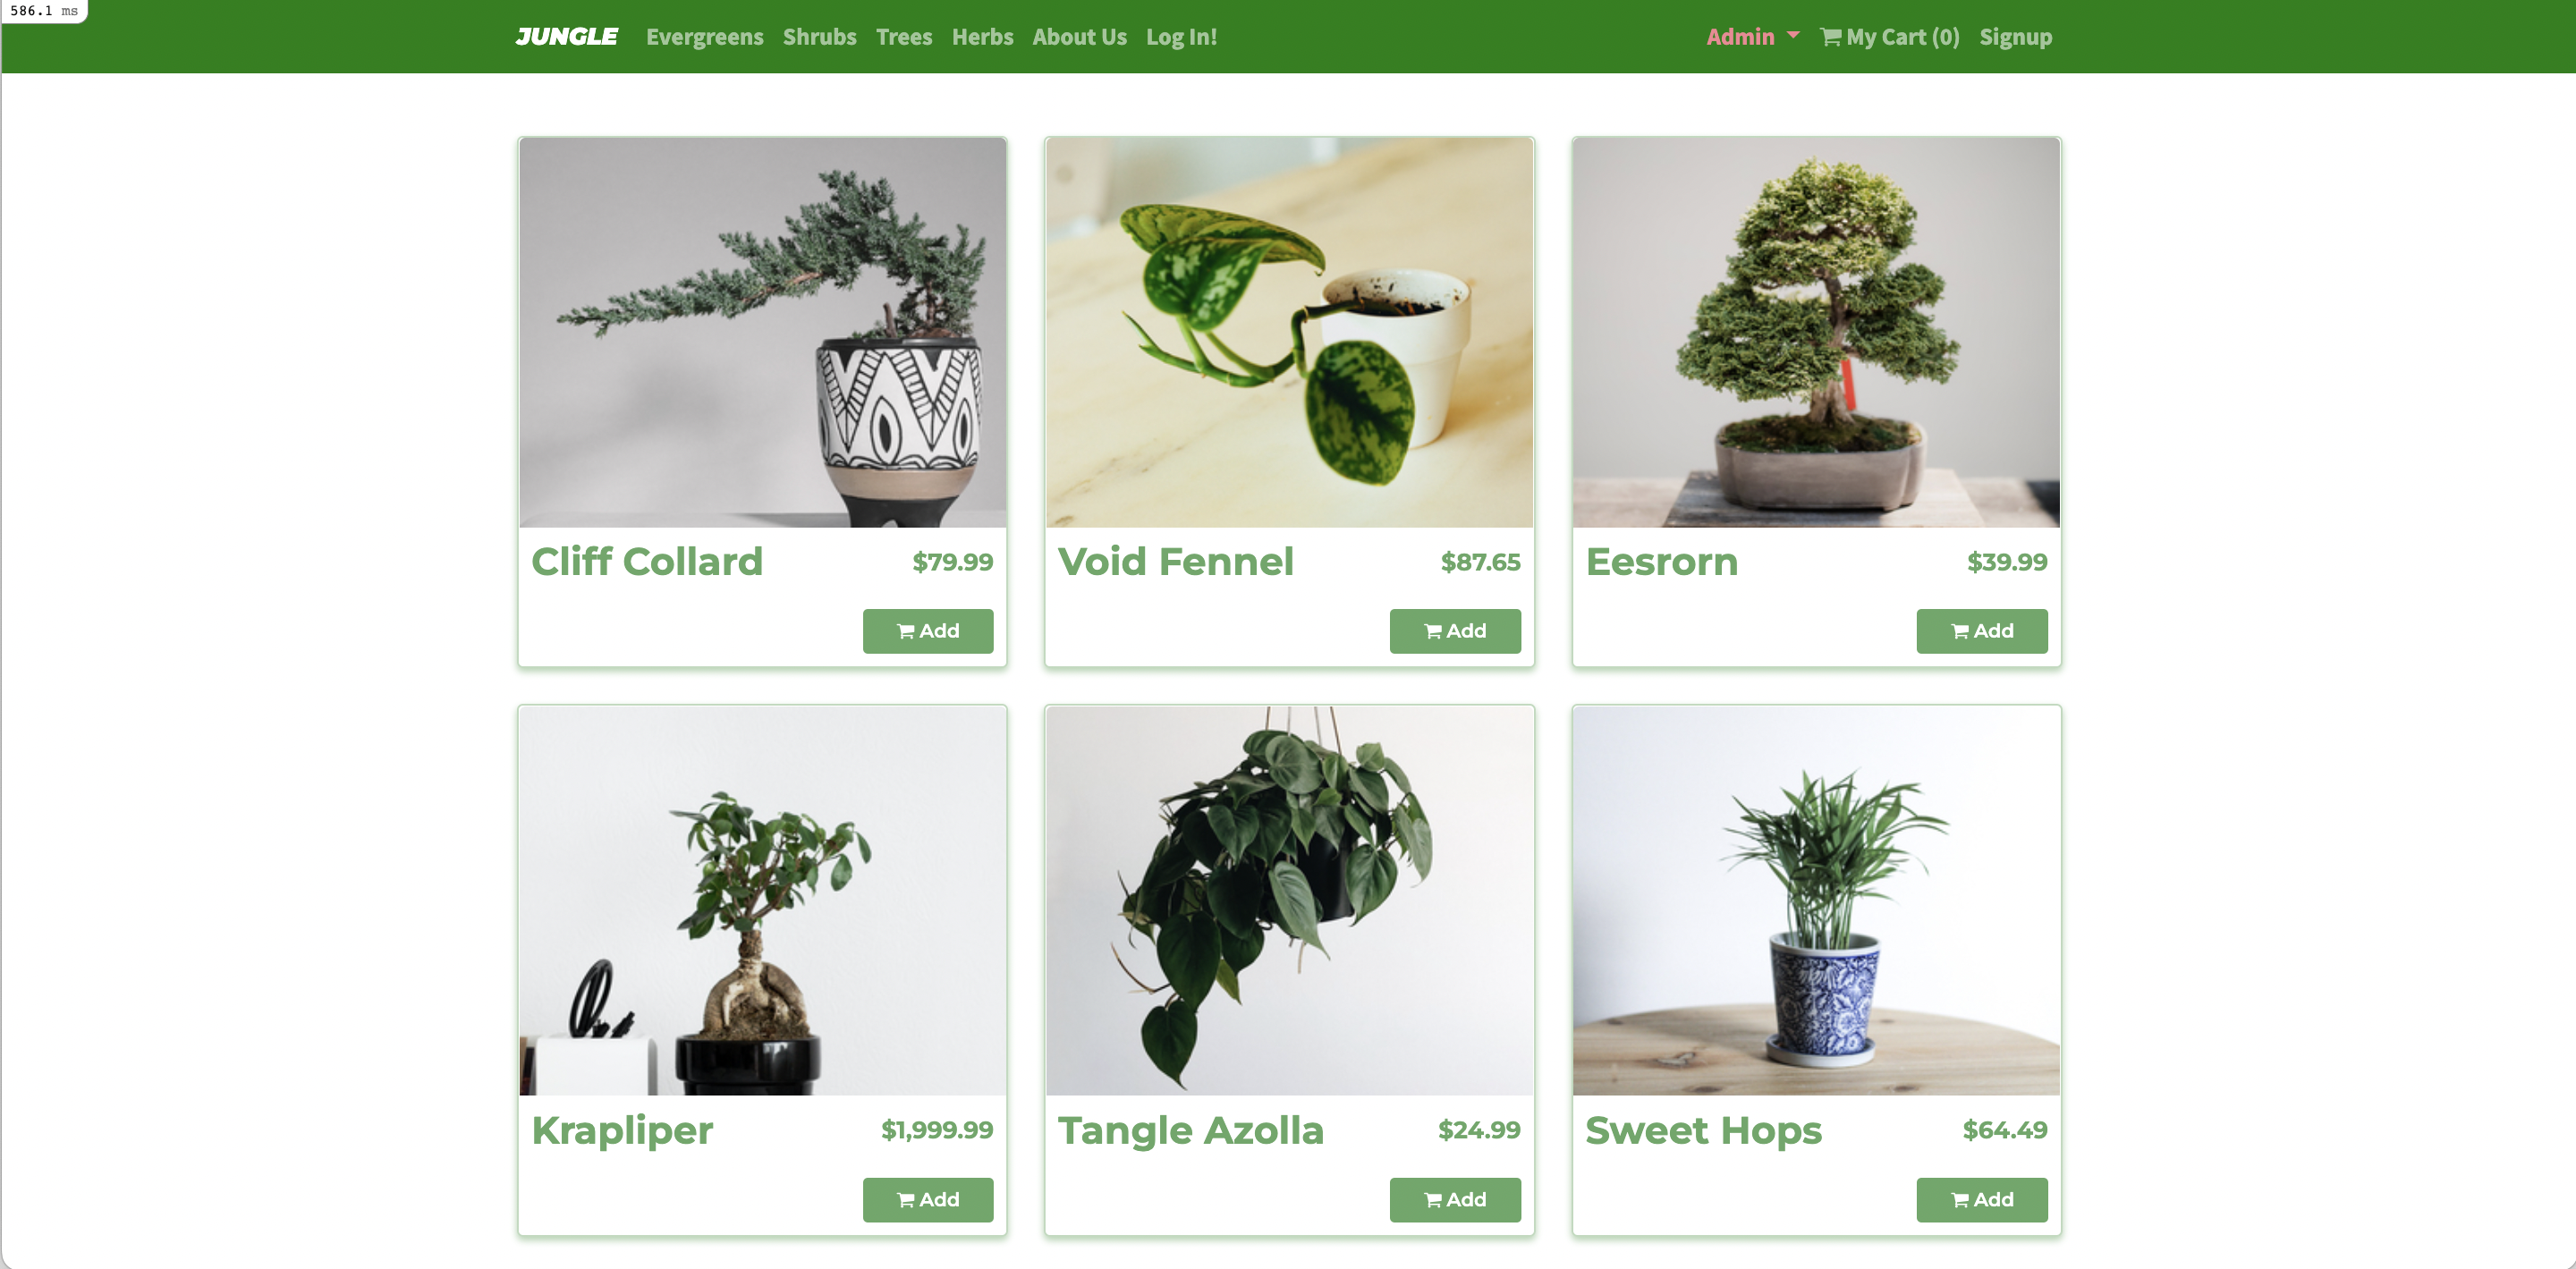 586.1 ms
JUNGLE Evergreens Shrubs Trees Herbs About Us Log In! Admin My Cart (0) Signup
Cliff Collard $79.99
Add
Void Fennel $87.65
Add
Eesrorn $39.99
Add
Krapliper $1,999.99
Add
Tangle Azolla $24.99
Add
Sweet Hops $64.49
Add